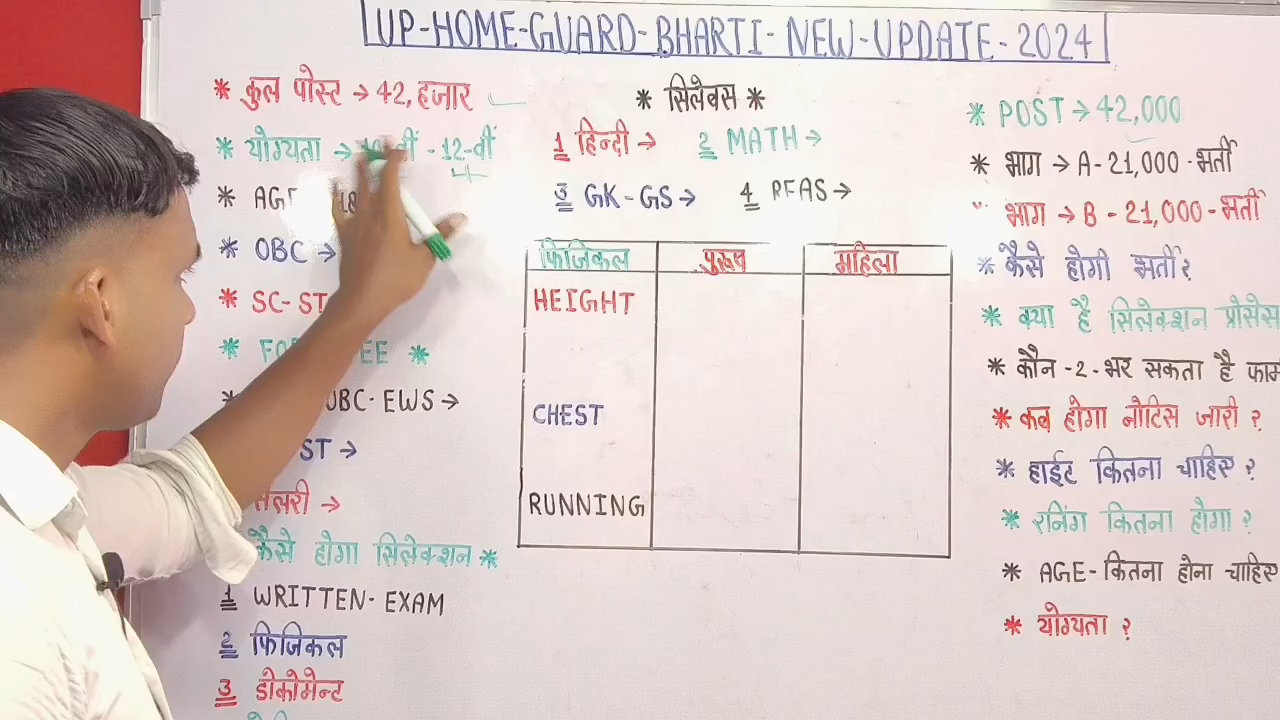 UP-HOME-GUARD-BHARTI-NEW-UPDATE-2024
* कुल पोस्ट → 42, हजार
* योग्यता → वीं - 12-वीं
* AGE 18
* OBC →
* SC-ST
* FEE *
* OBC-EWS →
ST →
सेलरी →
कैसे होगा सिलेक्शन *
1 WRITTEN-EXAM
2 फिजिकल
3 डोकोमेन्ट
* सिलेबस *
1 हिन्दी → 2 MATH →
3 GK-GS → 4 REAS →
फिजिकल पुरुष महिला
HEIGHT
CHEST
RUNNING
* POST → 42,000
* भाग → A-21,000-भर्ती
भाग → B-21,000-भर्ती
* कैसे होगी भर्ती?
* क्या है सिलेक्शन प्रोसेस
* कौन-2-भर सकता है फार्म
* कब होगा नोटिस जारी ?
* हाईट कितना चाहिए ?
* रनिंग कितना होगा ?
* AGE-कितना होना चाहिए
* योग्यता ?